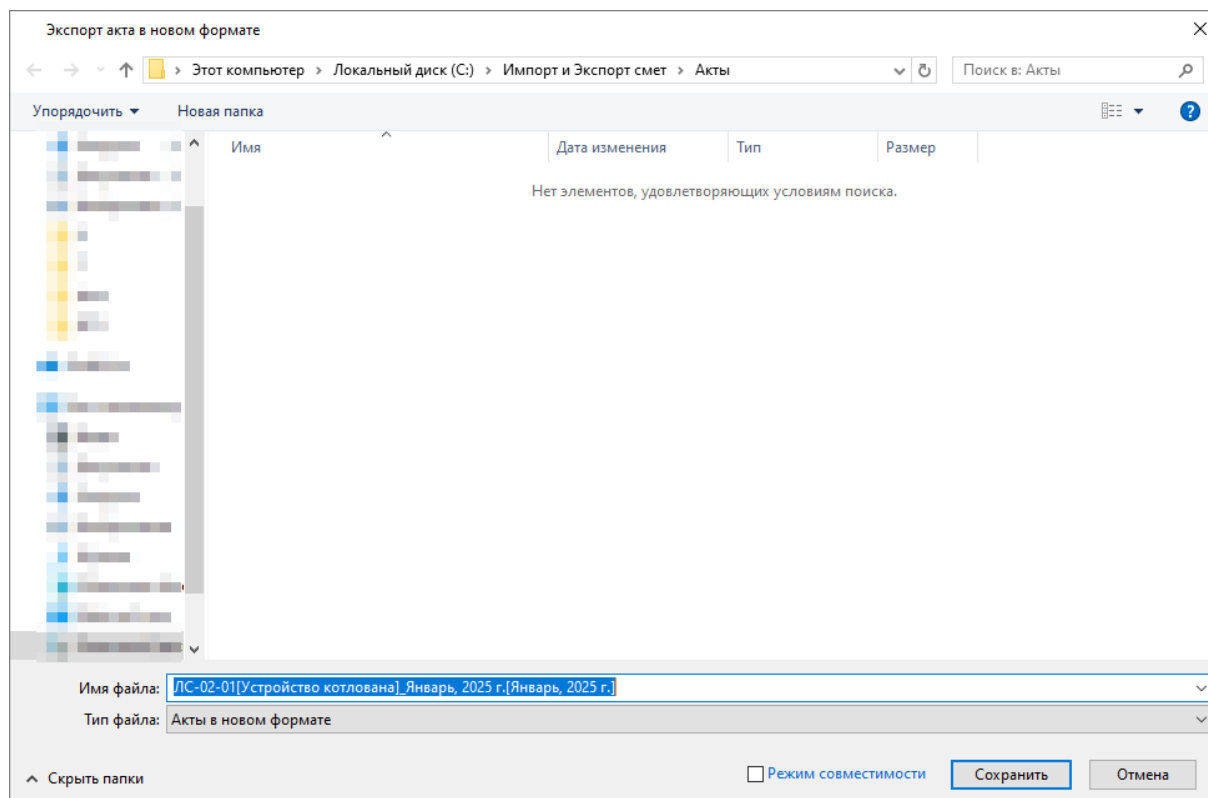 Экспорт акта в новом формате
Этот компьютер › Локальный диск (C:) › Импорт и Экспорт смет › Акты
Поиск в: Акты
Упорядочить Новая папка
?
Имя Дата изменения Тип Размер
Нет элементов, удовлетворяющих условиям поиска.
Имя файла: ЛС-02-01[Устройство котлована]_Январь, 2025 г.[Январь, 2025 г.]
Тип файла: Акты в новом формате
Скрыть папки
Режим совместимости
Сохранить
Отмена